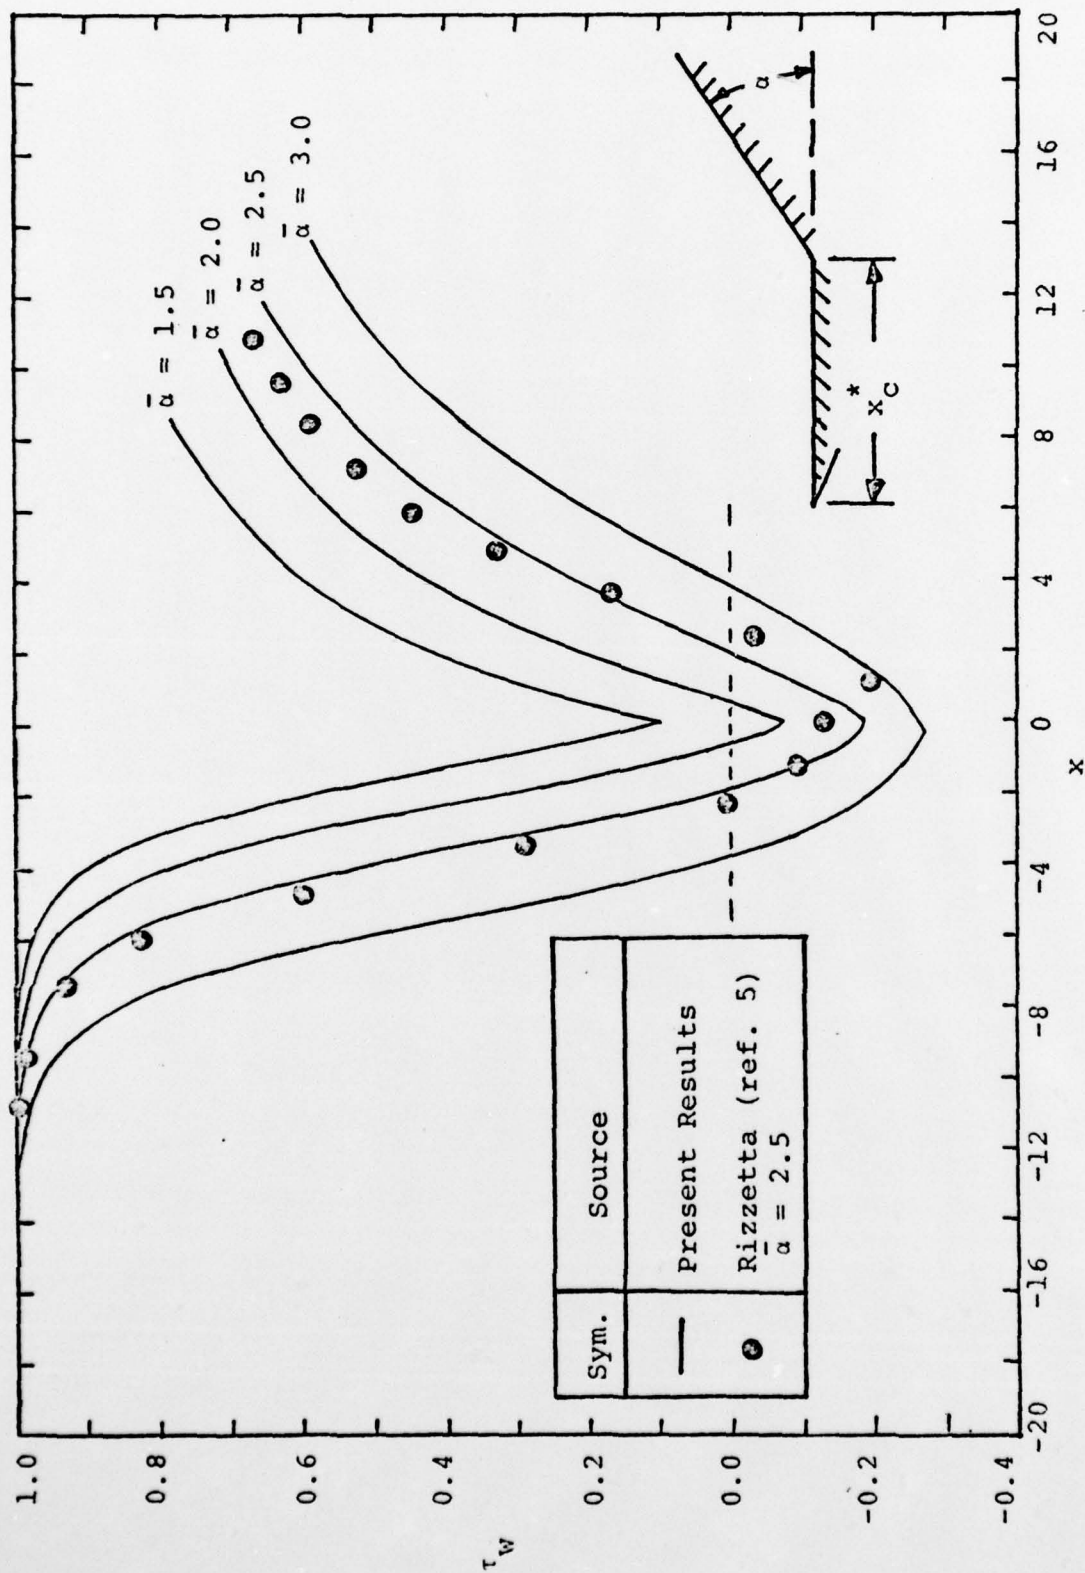 1.0
0.8
0.6
0.4
0.2
0.0
-0.2
-0.4
τw
-20
-16
-12
-8
-4
0
4
8
12
16
20
x
ᾱ = 1.5
ᾱ = 2.0
ᾱ = 2.5
ᾱ = 3.0
Sym. Source
Present Results
Rizzetta (ref. 5)
ᾱ = 2.5
x*c
α